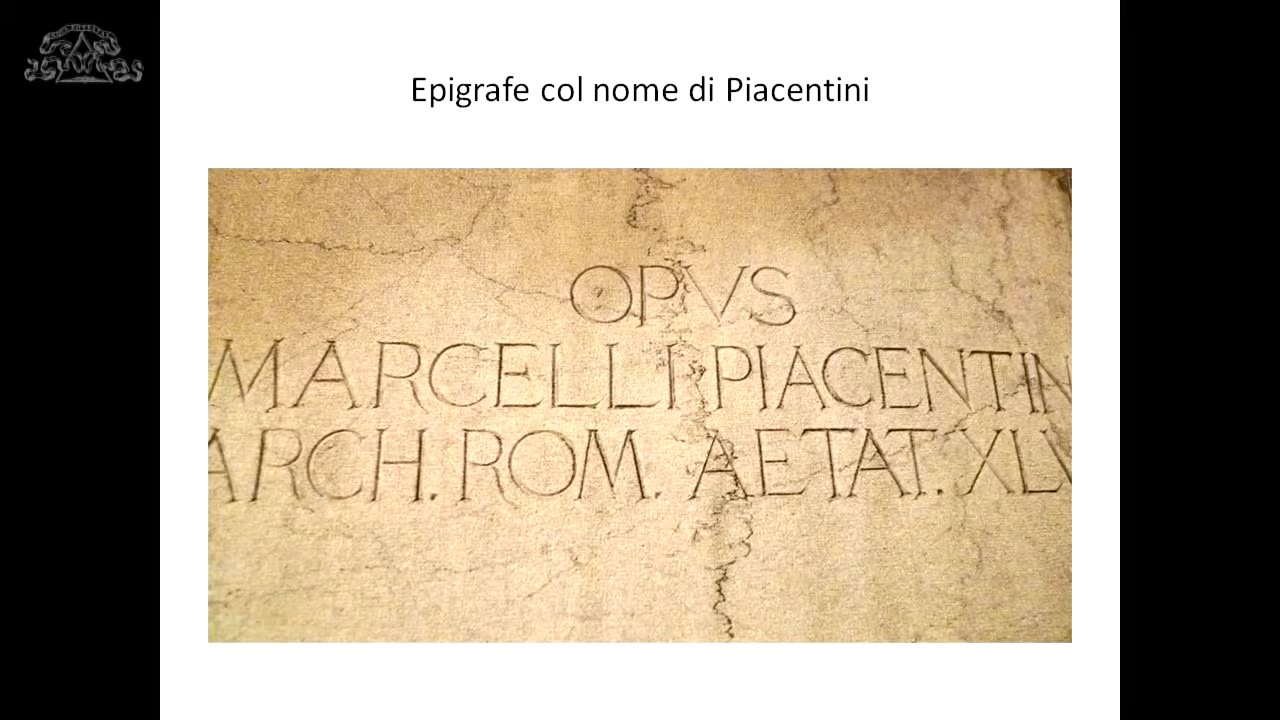 Epigrafe col nome di Piacentini
OPVS
MARCELLI PIACENTIN
ARCH. ROM. AETAT. XLV